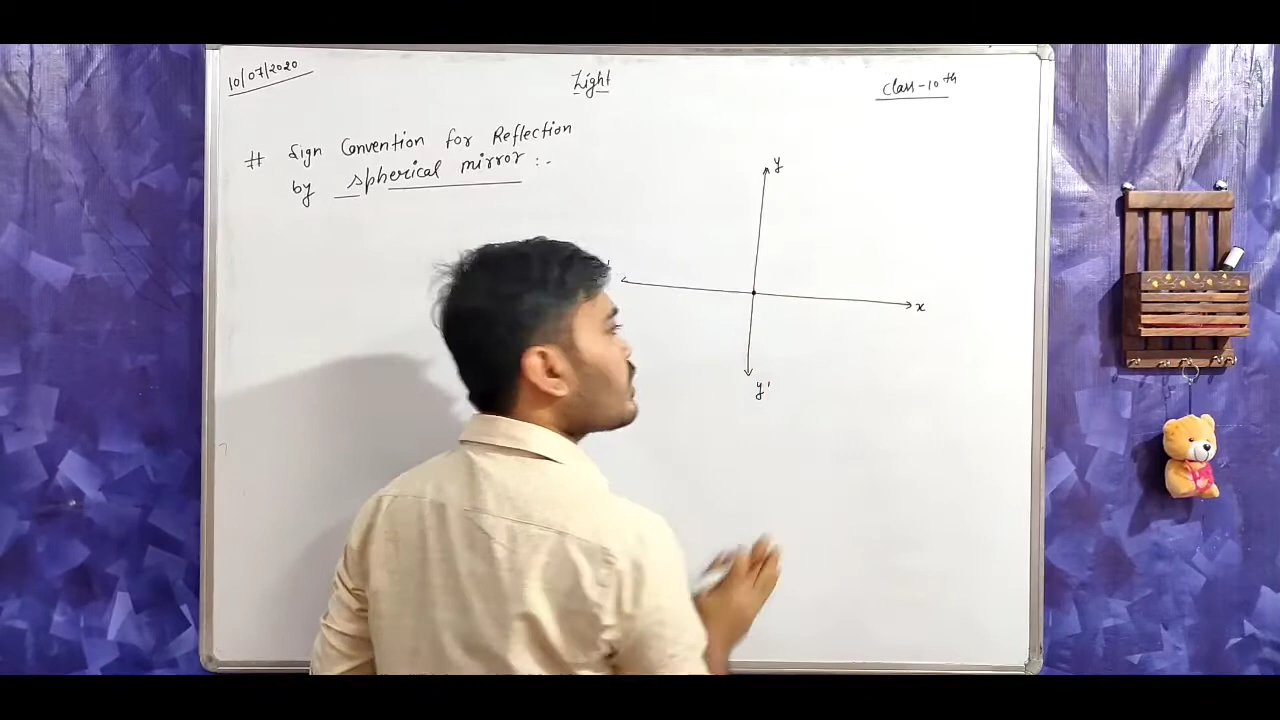 10/07/2020
Light
Class-10th
# Sign Convention for Reflection
by spherical mirror :-
y
x
y'